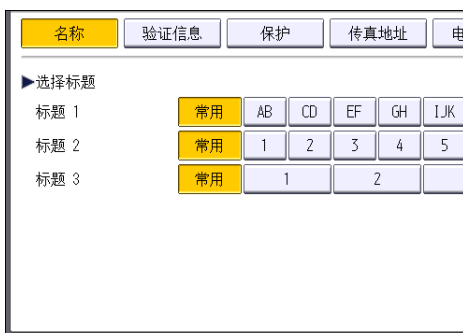 名称 验证信息 保护 传真地址 电
▶选择标题
标题 1 常用 AB CD EF GH IJK
标题 2 常用 1 2 3 4 5
标题 3 常用 1 2